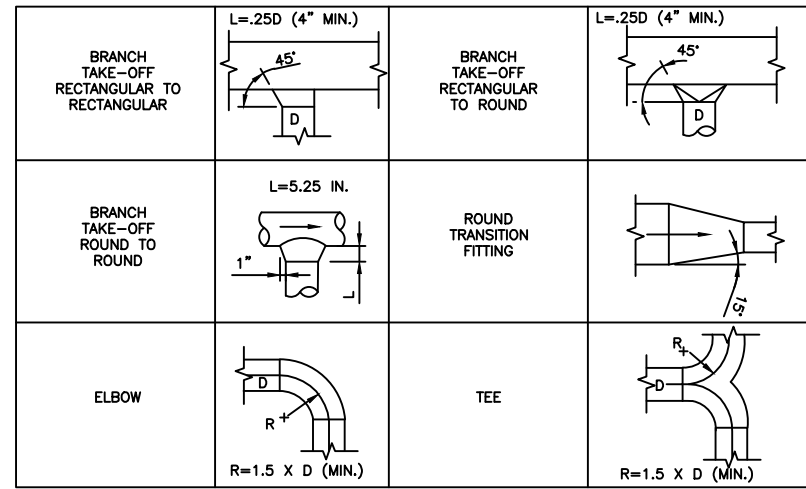 BRANCH
TAKE-OFF
RECTANGULAR TO
RECTANGULAR
L=.25D (4" MIN.)
45°
D
BRANCH
TAKE-OFF
RECTANGULAR
TO ROUND
L=.25D (4" MIN.)
45°
D
BRANCH
TAKE-OFF
ROUND TO
ROUND
L=5.25 IN.
1"
L
ROUND
TRANSITION
FITTING
15°
ELBOW
D
R
R=1.5 X D (MIN.)
TEE
R
D
R=1.5 X D (MIN.)